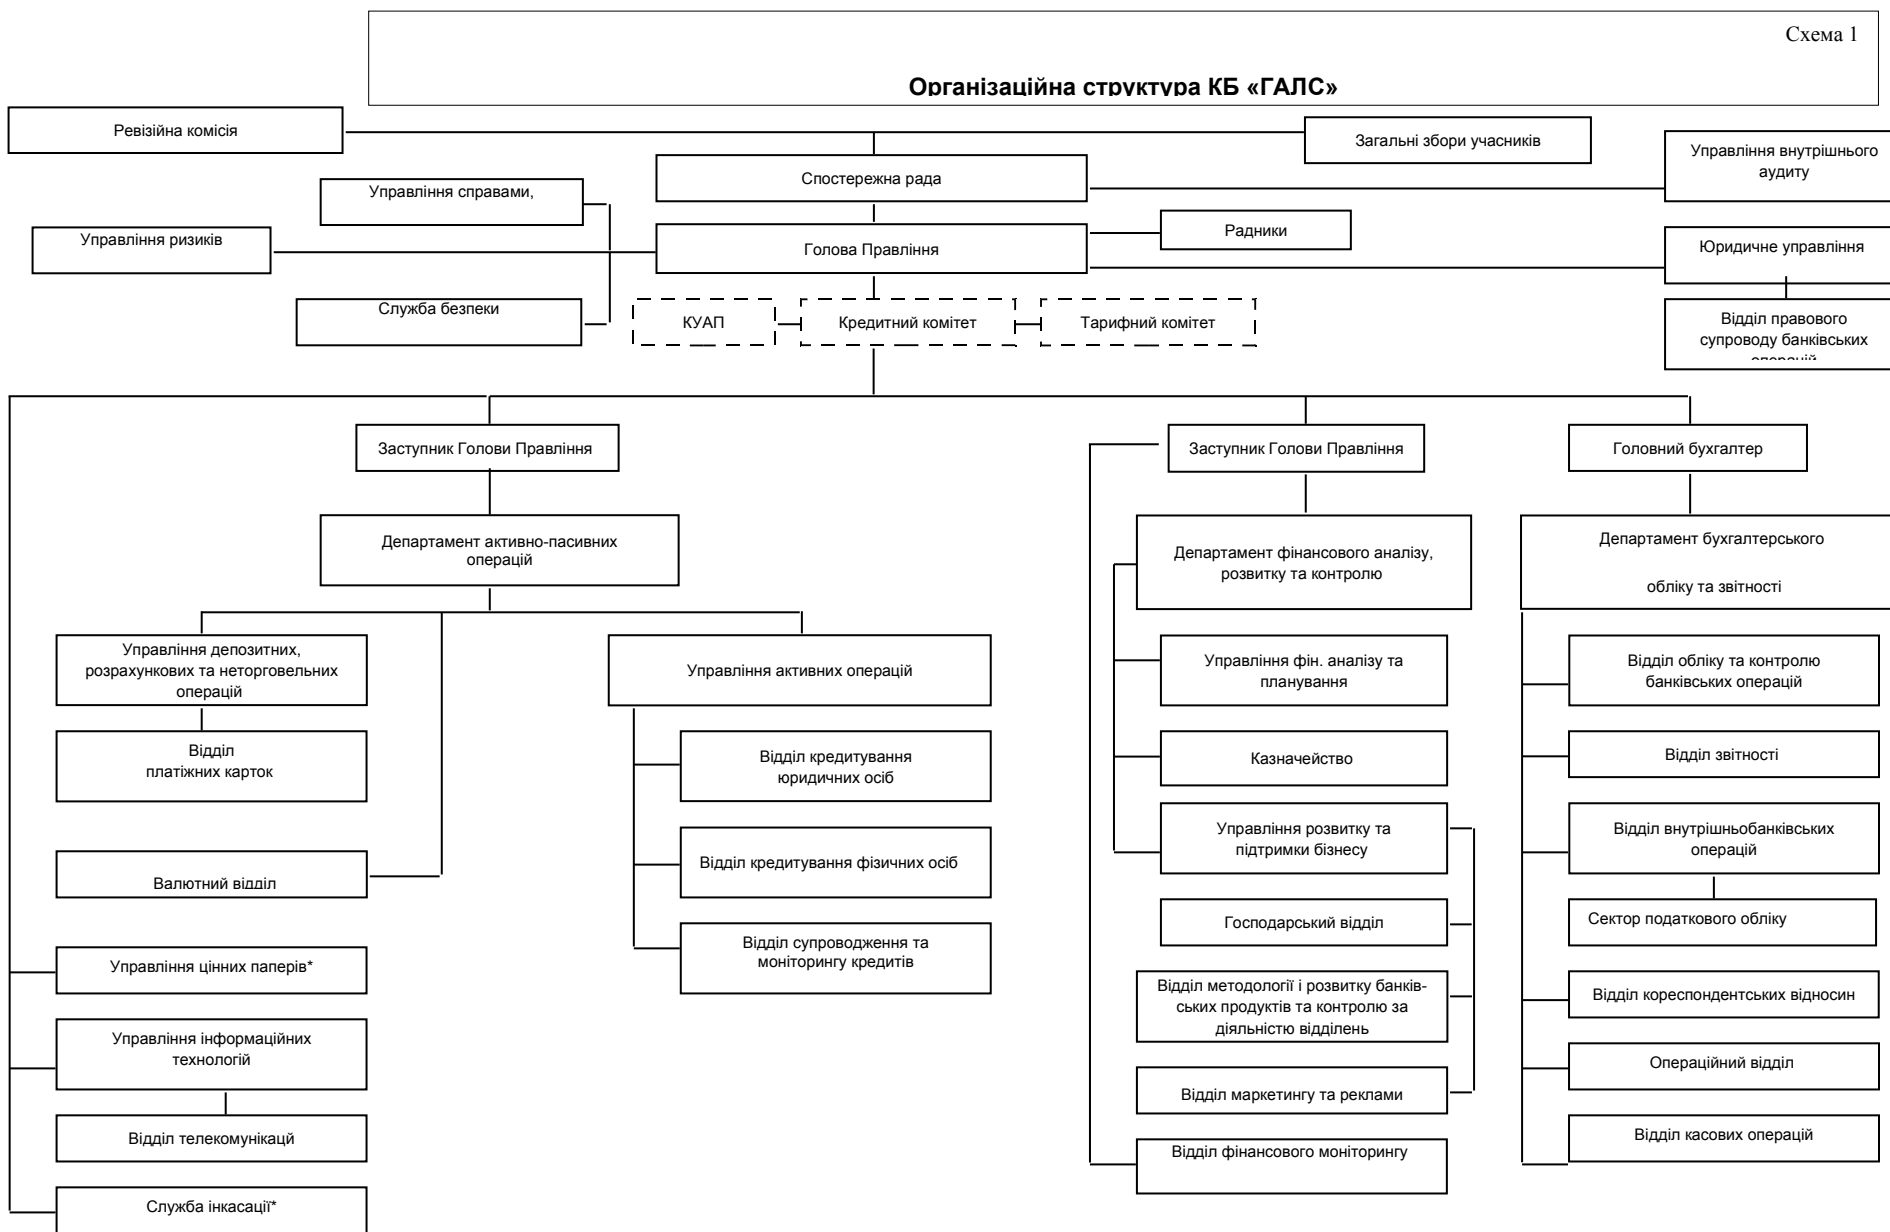 Схема 1
Організаційна структура КБ «ГАЛС»
Ревізійна комісія
Загальні збори учасників
Управління внутрішнього
аудиту
Спостережна рада
Управління справами,
Радники
Управління ризиків
Голова Правління
Юридичне управління
Служба безпеки
КУАП
Кредитний комітет
Тарифний комітет
Відділ правового
супроводу банківських
операцій
Заступник Голови Правління
Заступник Голови Правління
Головний бухгалтер
Департамент активно-пасивних
операцій
Департамент фінансового аналізу,
розвитку та контролю
Департамент бухгалтерського
обліку та звітності
Управління депозитних,
розрахункових та неторговельних
операцій
Управління активних операцій
Управління фін. аналізу та
планування
Відділ обліку та контролю
банківських операцій
Відділ
платіжних карток
Відділ кредитування
юридичних осіб
Казначейство
Відділ звітності
Валютний відділ
Відділ кредитування фізичних осіб
Управління розвитку та
підтримки бізнесу
Відділ внутрішньобанківських
операцій
Господарський відділ
Сектор податкового обліку
Управління цінних паперів*
Відділ супроводження та
моніторингу кредитів
Відділ методології і розвитку банків-
ських продуктів та контролю за
діяльністю відділень
Відділ кореспондентських відносин
Управління інформаційних
технологій
Операційний відділ
Відділ маркетингу та реклами
Відділ телекомунікацй
Відділ касових операцій
Відділ фінансового моніторингу
Служба інкасації*